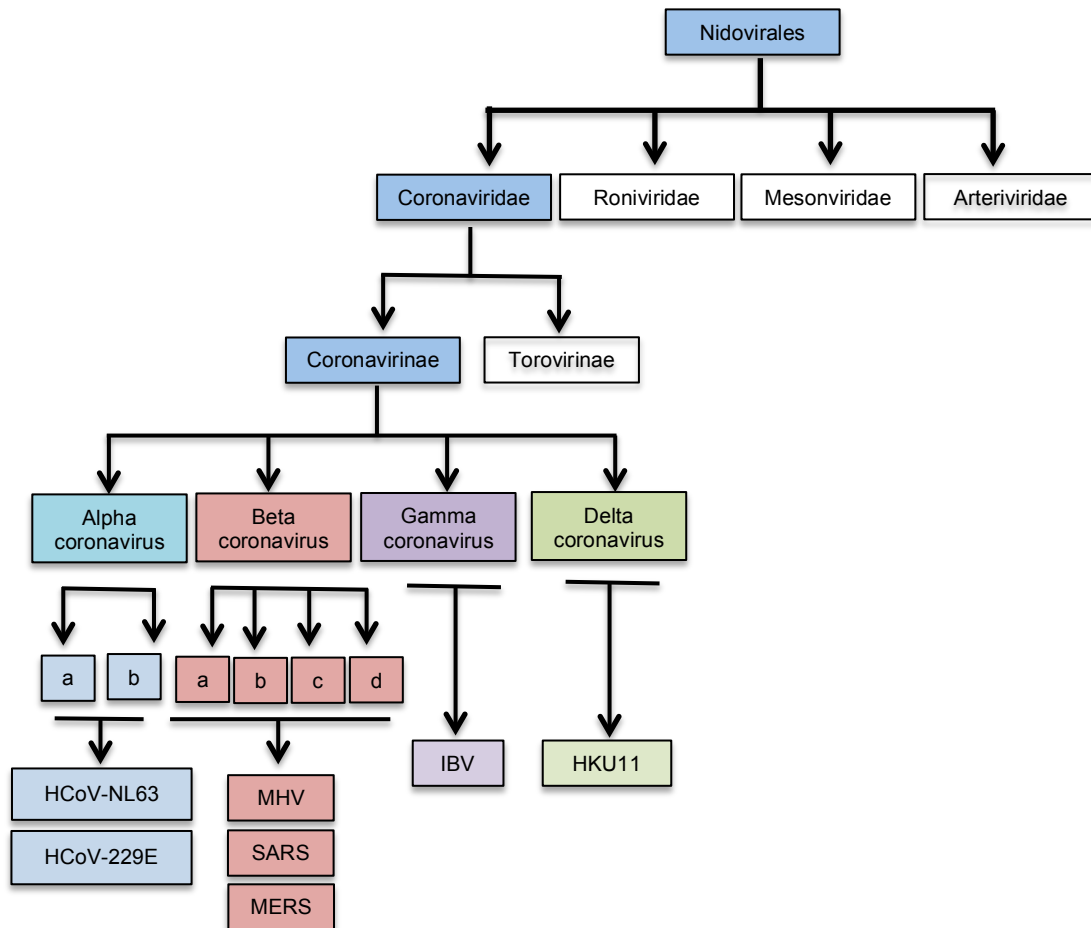 Nidovirales
Coronaviridae
Roniviridae
Mesonviridae
Arteriviridae
Coronavirinae
Torovirinae
Alpha
coronavirus
Beta
coronavirus
Gamma
coronavirus
Delta
coronavirus
a
b
a
b
c
d
IBV
HKU11
HCoV-NL63
HCoV-229E
MHV
SARS
MERS